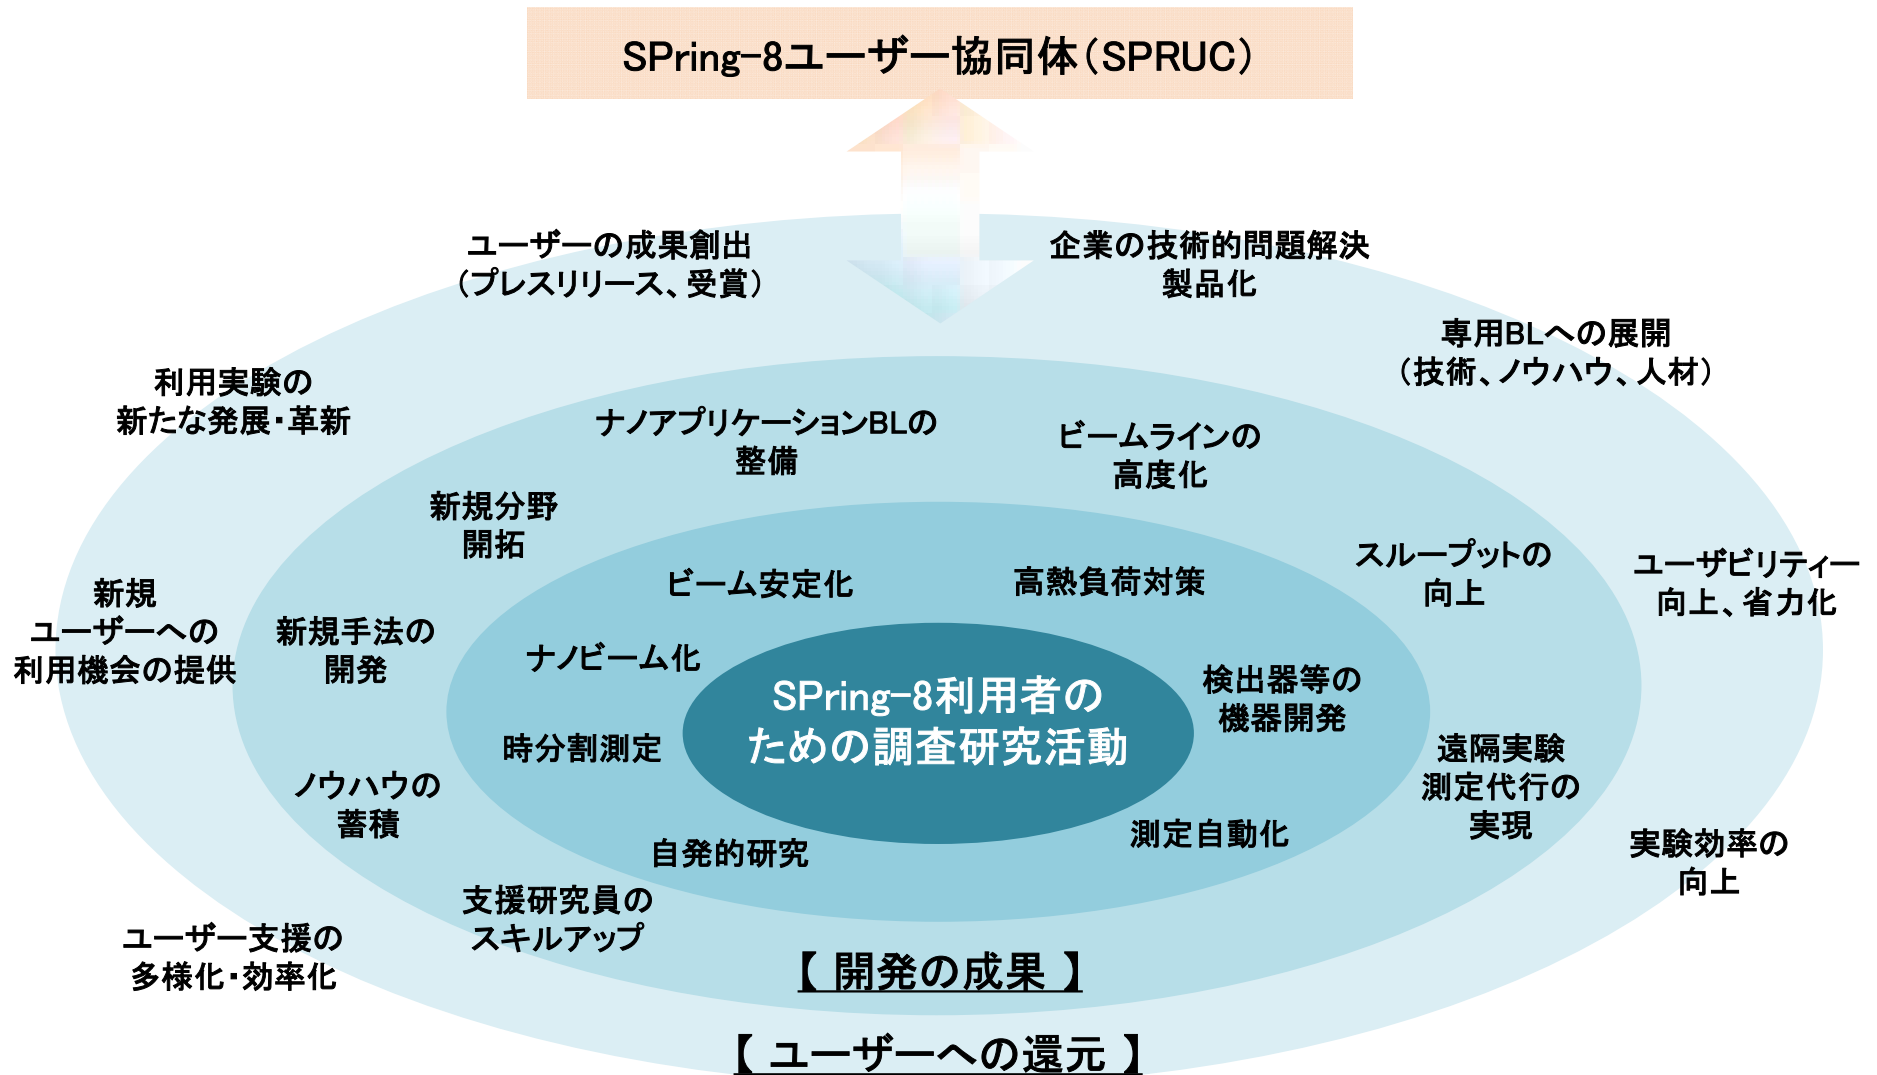 SPring-8ユーザー協同体(SPRUC)
ユーザーの成果創出
(プレスリリース、受賞)
企業の技術的問題解決
製品化
専用BLへの展開
(技術、ノウハウ、人材)
利用実験の
新たな発展・革新
ナノアプリケーションBLの
整備
ビームラインの
高度化
新規分野
開拓
スループットの
向上
ユーザビリティー
向上、省力化
ビーム安定化
高熱負荷対策
新規
ユーザーへの
利用機会の提供
新規手法の
開発
ナノビーム化
SPring-8利用者の
ための調査研究活動
検出器等の
機器開発
時分割測定
遠隔実験
測定代行の
実現
ノウハウの
蓄積
自発的研究
測定自動化
実験効率の
向上
支援研究員の
スキルアップ
ユーザー支援の
多様化・効率化
【 開発の成果 】
【 ユーザーへの還元 】